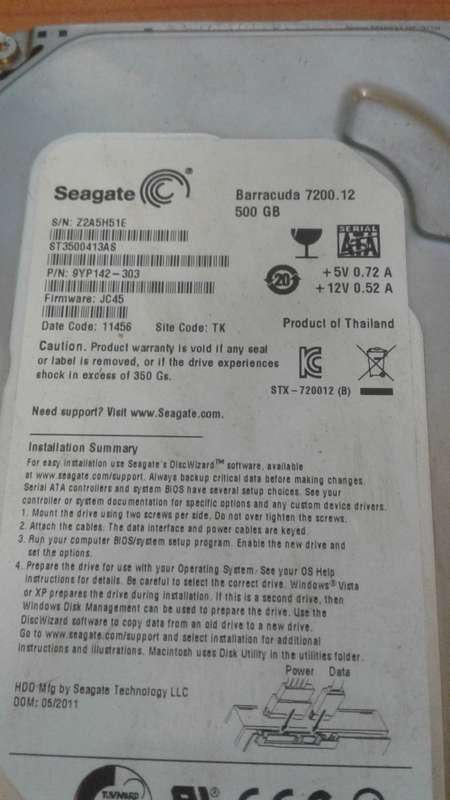 Seagate
Barracuda 7200.12
500 GB
S/N: Z2A5H51E
ST3500413AS
P/N: 9YP142-303
Firmware: JC45
Date Code: 11456 Site Code: TK
SERIAL
ATA
20
+5V 0.72 A
+12V 0.52 A
Product of Thailand
Caution. Product warranty is void if any seal
or label is removed, or if the drive experiences
shock in excess of 350 Gs.
STX-720012 (B)
Need support? Visit www.Seagate.com.
Installation Summary
For easy installation use Seagate's DiscWizard™ software, available
at www.seagate.com/support. Always backup critical data before making changes.
Serial ATA controllers and system BIOS have several setup choices. See your
controller or system documentation for specific options and any custom device drivers.
1. Mount the drive using two screws per side. Do not over tighten the screws.
2. Attach the cables. The data interface and power cables are keyed.
3. Run your computer BIOS/system setup program. Enable the new drive and
set the options.
4. Prepare the drive for use with your Operating System. See your OS Help
instructions for details. Be careful to select the correct drive. Windows® Vista
or XP prepares the drive during installation. If this is a second drive, then
Windows Disk Management can be used to prepare the drive. Use the
DiscWizard software to copy data from an old drive to a new drive.
Go to www.seagate.com/support and select installation for additional
instructions and illustrations. Macintosh uses Disk Utility in the utilities folder.
Power Data
HDD Mfg by Seagate Technology LLC
DOM: 05/2011